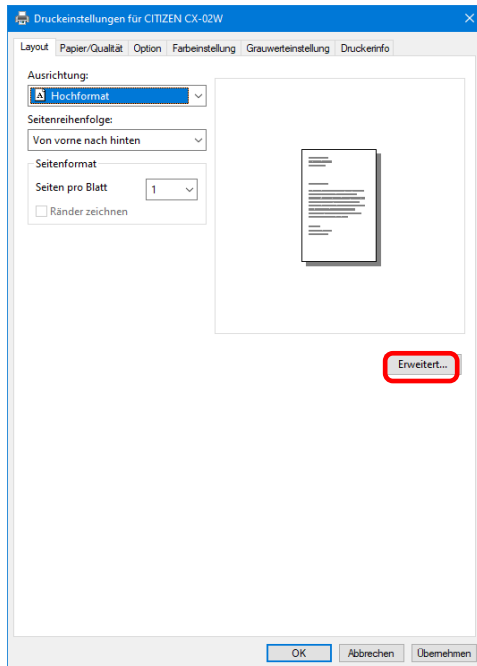 Druckeinstellungen für CITIZEN CX-02W
Layout Papier/Qualität Option Farbeinstellung Grauwerteinstellung Druckerinfo
Ausrichtung:
A Hochformat
Seitenreihenfolge:
Von vorne nach hinten
Seitenformat
Seiten pro Blatt 1
Ränder zeichnen
Erweitert...
OK Abbrechen Übernehmen